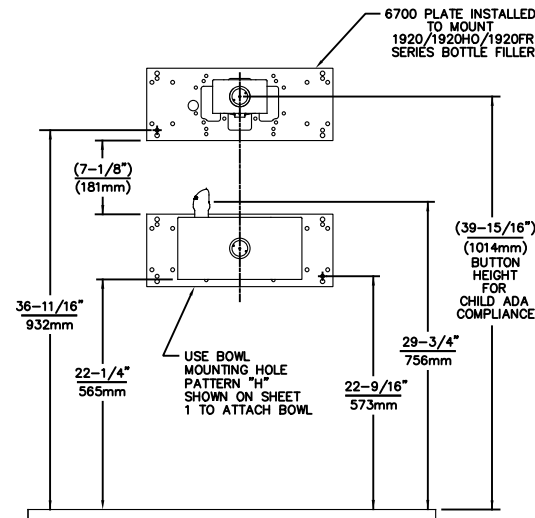 6700 PLATE INSTALLED
TO MOUNT
1920/1920HO/1920FR
SERIES BOTTLE FILLER
(7-1/8")
(181mm)
(39-15/16")
(1014mm)
BUTTON
HEIGHT
FOR
CHILD ADA
COMPLIANCE
36-11/16"
932mm
29-3/4"
756mm
22-1/4"
565mm
USE BOWL
MOUNTING HOLE
PATTERN "H"
SHOWN ON SHEET
1 TO ATTACH BOWL
22-9/16"
573mm